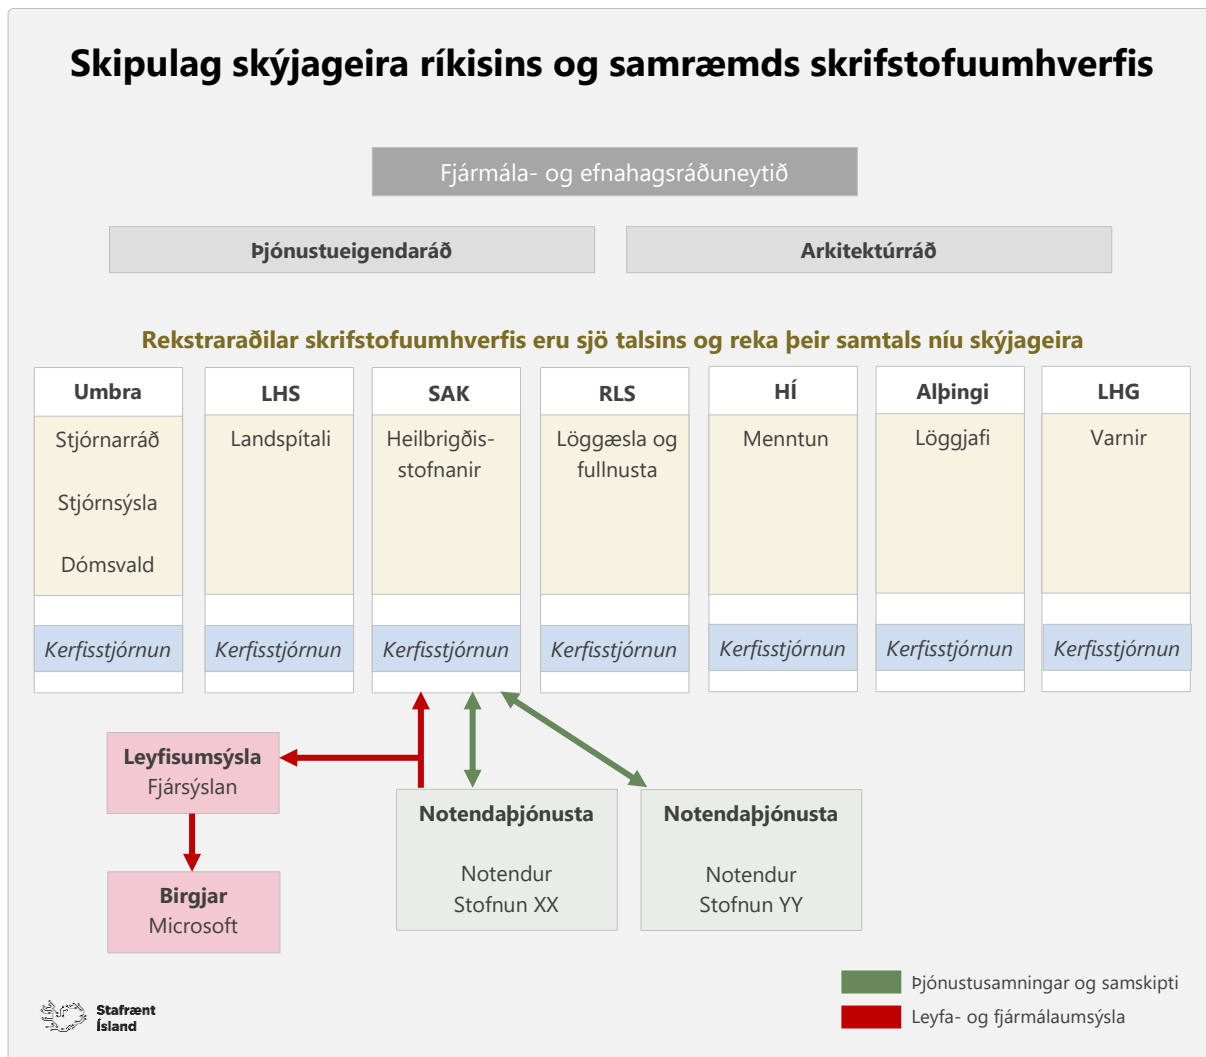 Skipulag skýjageira ríkisins og samræmds skrifstofuumhverfis
Fjármála- og efnahagsráðuneytið
Þjónustueigendaráð
Arkitektúrráð
Rekstraraðilar skrifstofuumhverfis eru sjö talsins og reka þeir samtals níu skýjageira
Umbra
Stjórnarráð
Stjórnsýsla
Dómsvald
Kerfisstjórnun
LHS
Landspítali
Kerfisstjórnun
SAK
Heilbrigðis-
stofnanir
Kerfisstjórnun
RLS
Löggæsla og
fullnusta
Kerfisstjórnun
HÍ
Menntun
Kerfisstjórnun
Alþingi
Löggjafi
Kerfisstjórnun
LHG
Varnir
Kerfisstjórnun
Leyfisumsýsla
Fjársýslan
Birgjar
Microsoft
Notendaþjónusta
Notendur
Stofnun XX
Notendaþjónusta
Notendur
Stofnun YY
Þjónustusamningar og samskipti
Leyfa- og fjármálaumsýsla
Stafrænt
Ísland